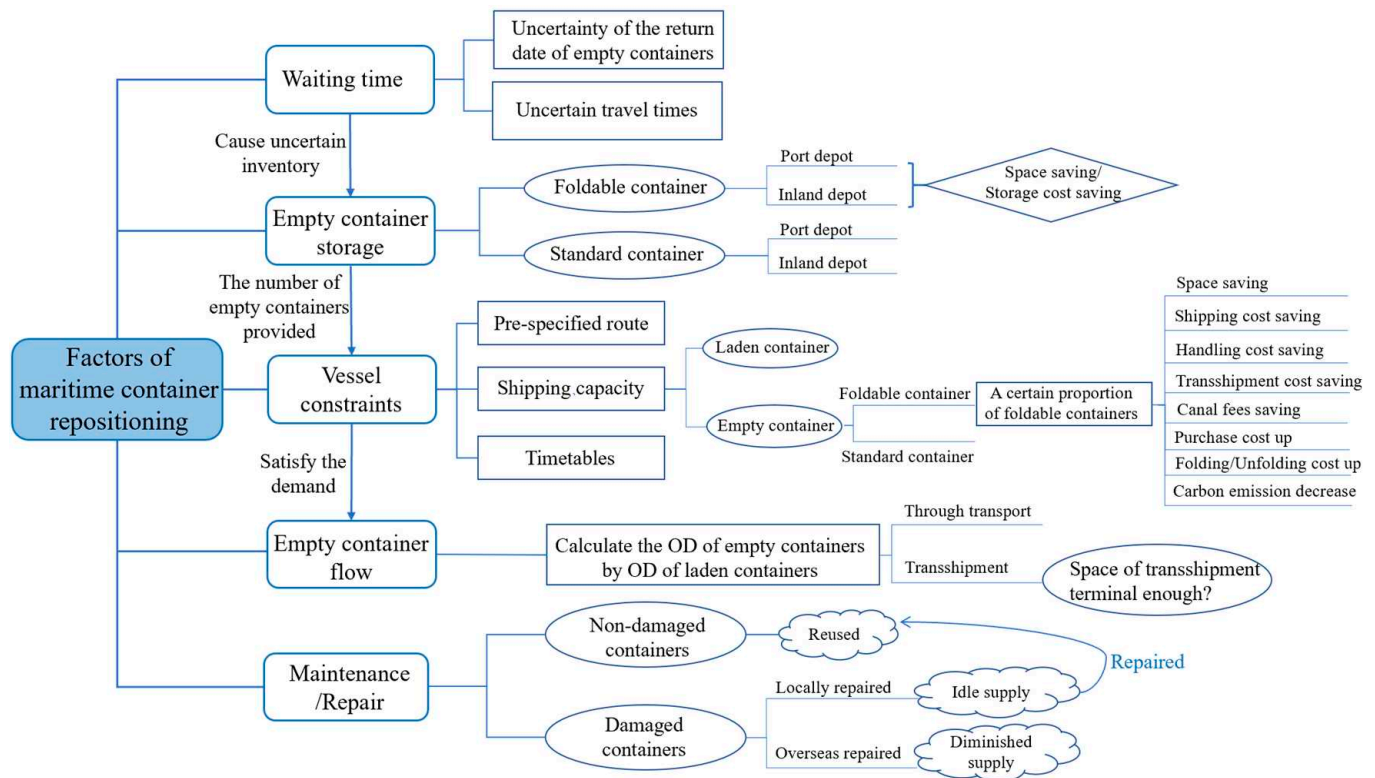 Factors of
maritime container
repositioning
Waiting time
Uncertainty of the return
date of empty containers
Uncertain travel times
Cause uncertain
inventory
Empty container
storage
Foldable container
Port depot
Inland depot
Space saving/
Storage cost saving
Standard container
Port depot
Inland depot
The number of
empty containers
provided
Vessel
constraints
Pre-specified route
Shipping capacity
Timetables
Laden container
Empty container
Foldable container
Standard container
A certain proportion
of foldable containers
Space saving
Shipping cost saving
Handling cost saving
Transshipment cost saving
Canal fees saving
Purchase cost up
Folding/Unfolding cost up
Carbon emission decrease
Satisfy the
demand
Empty container
flow
Calculate the OD of empty containers
by OD of laden containers
Through transport
Transshipment
Space of transshipment
terminal enough?
Maintenance
/Repair
Non-damaged
containers
Reused
Repaired
Damaged
containers
Locally repaired
Idle supply
Overseas repaired
Diminished
supply